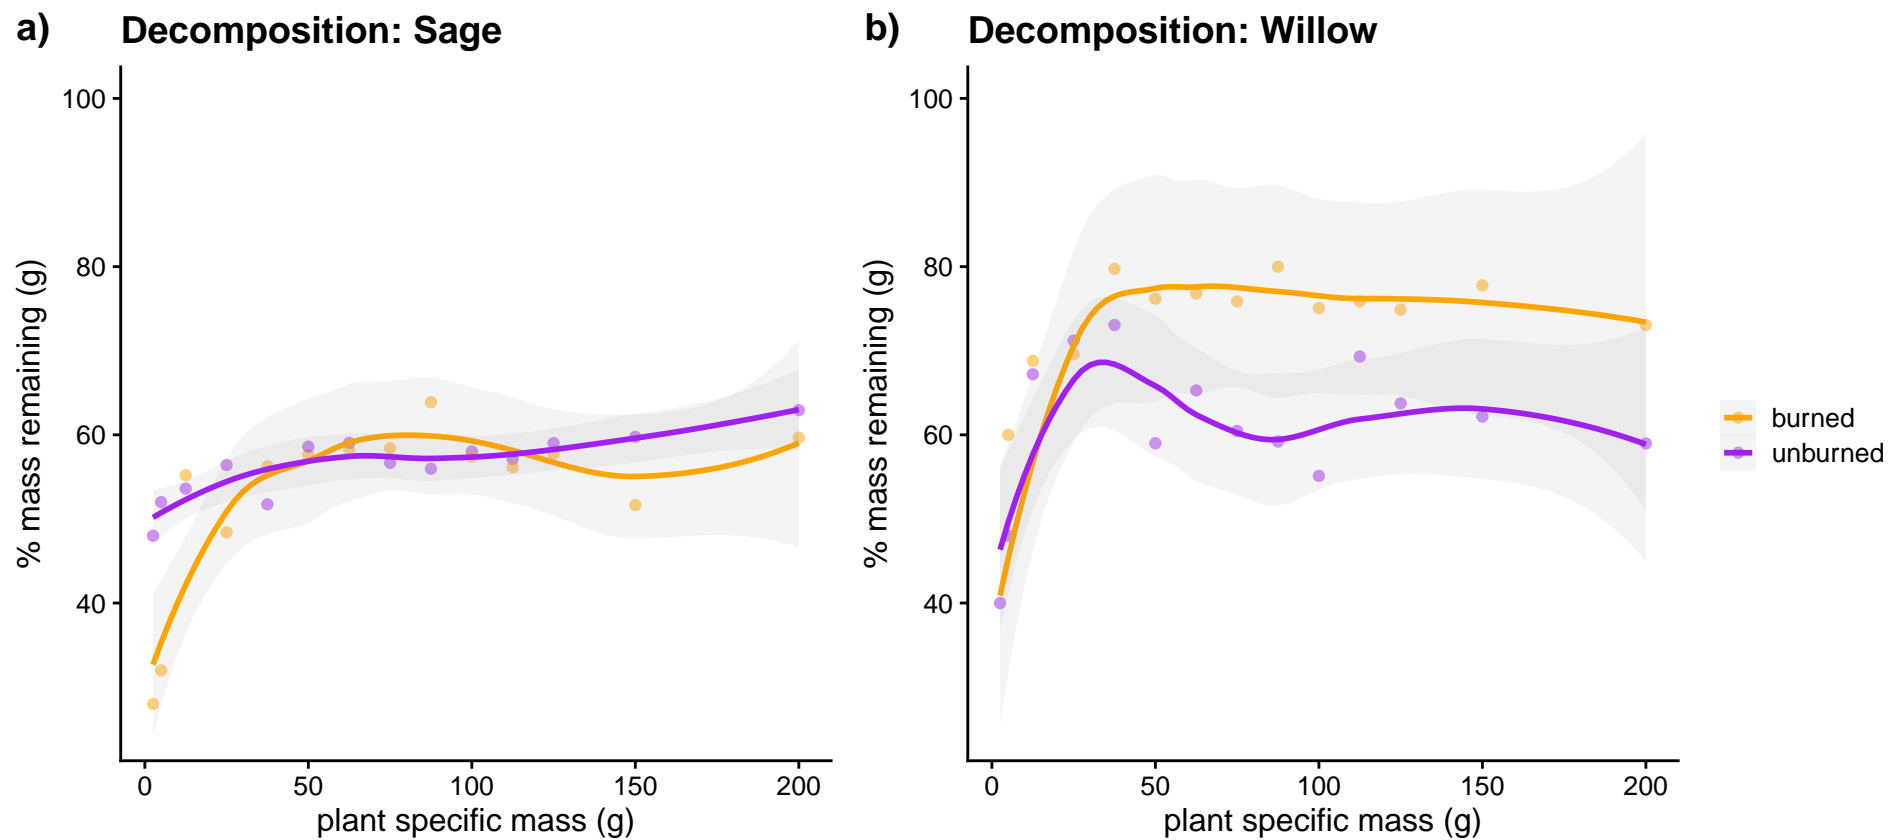 a) Decomposition: Sage
% mass remaining (g)
100
80
60
40
0 50 100 150 200
plant specific mass (g)
b) Decomposition: Willow
% mass remaining (g)
100
80
60
40
0 50 100 150 200
plant specific mass (g)
burned
unburned